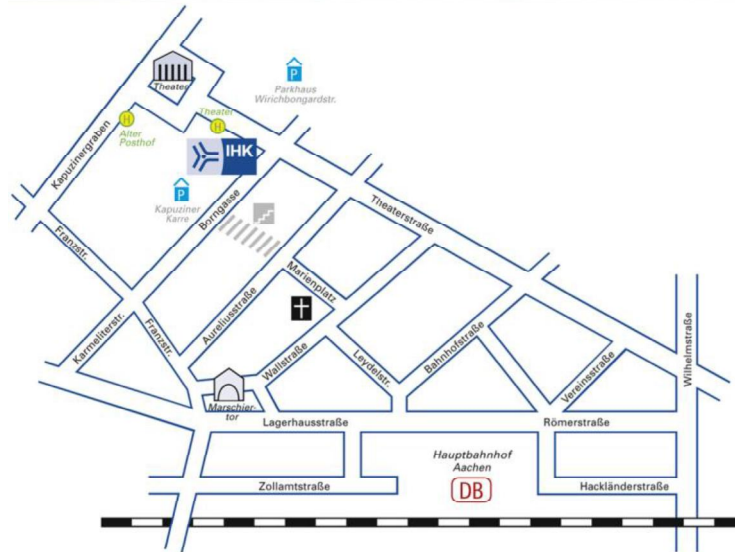 P
Parkhaus
Wirichbongardstr.
Theater
Theater
H
H
Alter
Posthof
IHK
Kapuzinergraben
P
Kapuziner
Karre
Borngasse
Theaterstraße
Franzstr.
Marienplatz
Aureliusstraße
Karmeliterstr.
Franzstr.
Wallstraße
Leydelstr.
Bahnhofstraße
Vereinsstraße
Wilhelmstraße
Marschier-
tor
Lagerhausstraße
Römerstraße
Hauptbahnhof
Aachen
DB
Zollamtstraße
Hackländerstraße